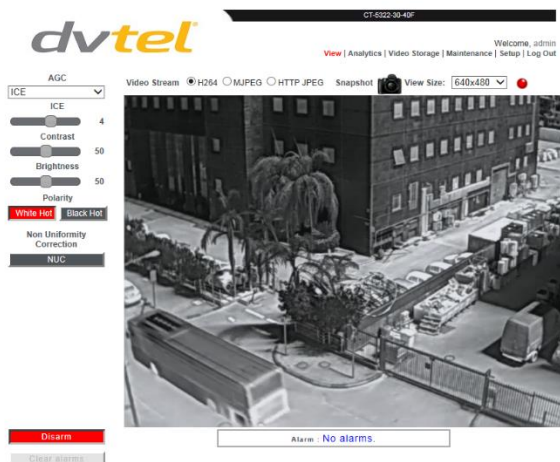 CT-5322-30-40F
dvtel
Welcome, admin
View | Analytics | Video Storage | Maintenance | Setup | Log Out
AGC
Video Stream H264 MJPEG HTTP JPEG Snapshot View Size: 640x480
ICE
ICE
4
Contrast
50
Brightness
50
Polarity
White Hot Black Hot
Non Uniformity
Correction
NUC
Disarm
Alarm : No alarms.
Clear alarms